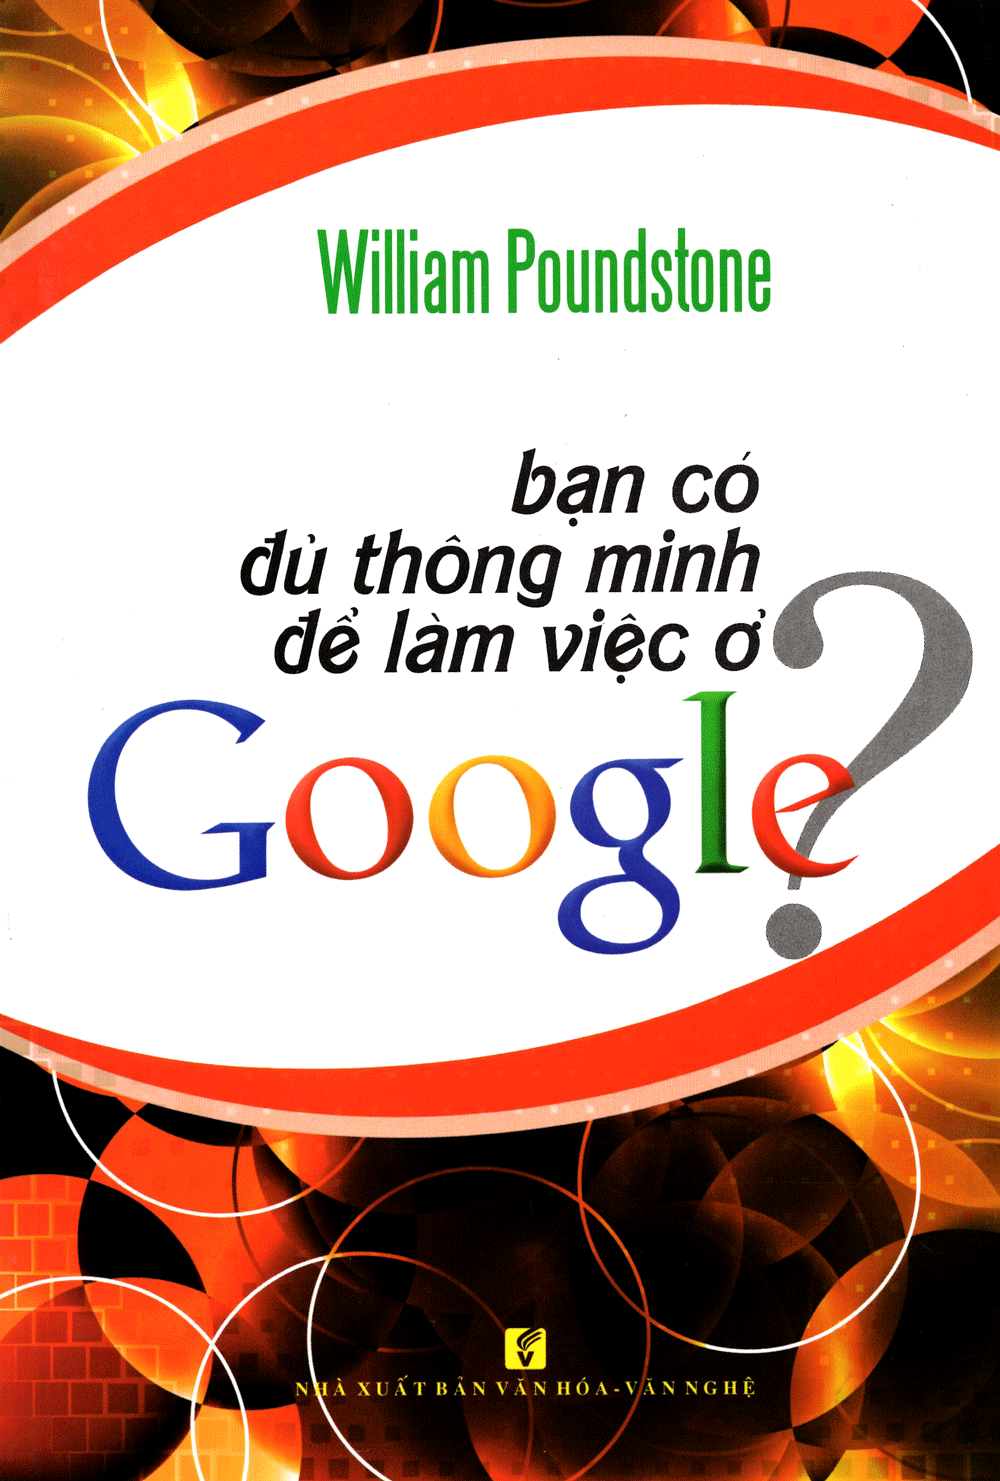 William Poundstone
bạn có
đủ thông minh
để làm việc ở
Google?
V
NHÀ XUẤT BẢN VĂN HÓA - VĂN NGHỆ